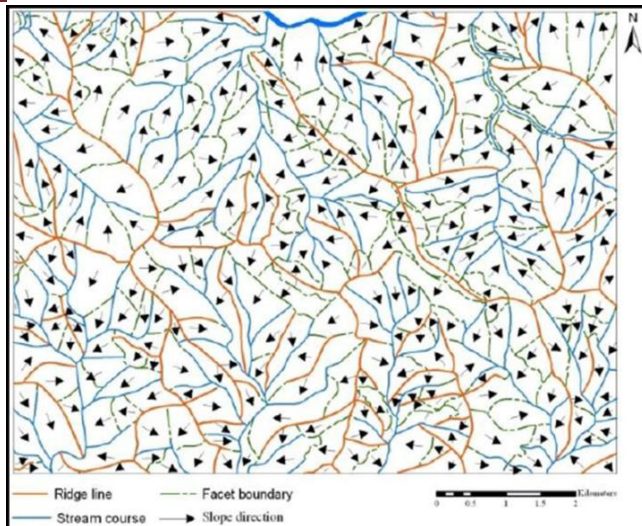 N
Ridge line
Facet boundary
Kilometers
Stream course
Slope direction
0 0.5 1 1.5 2